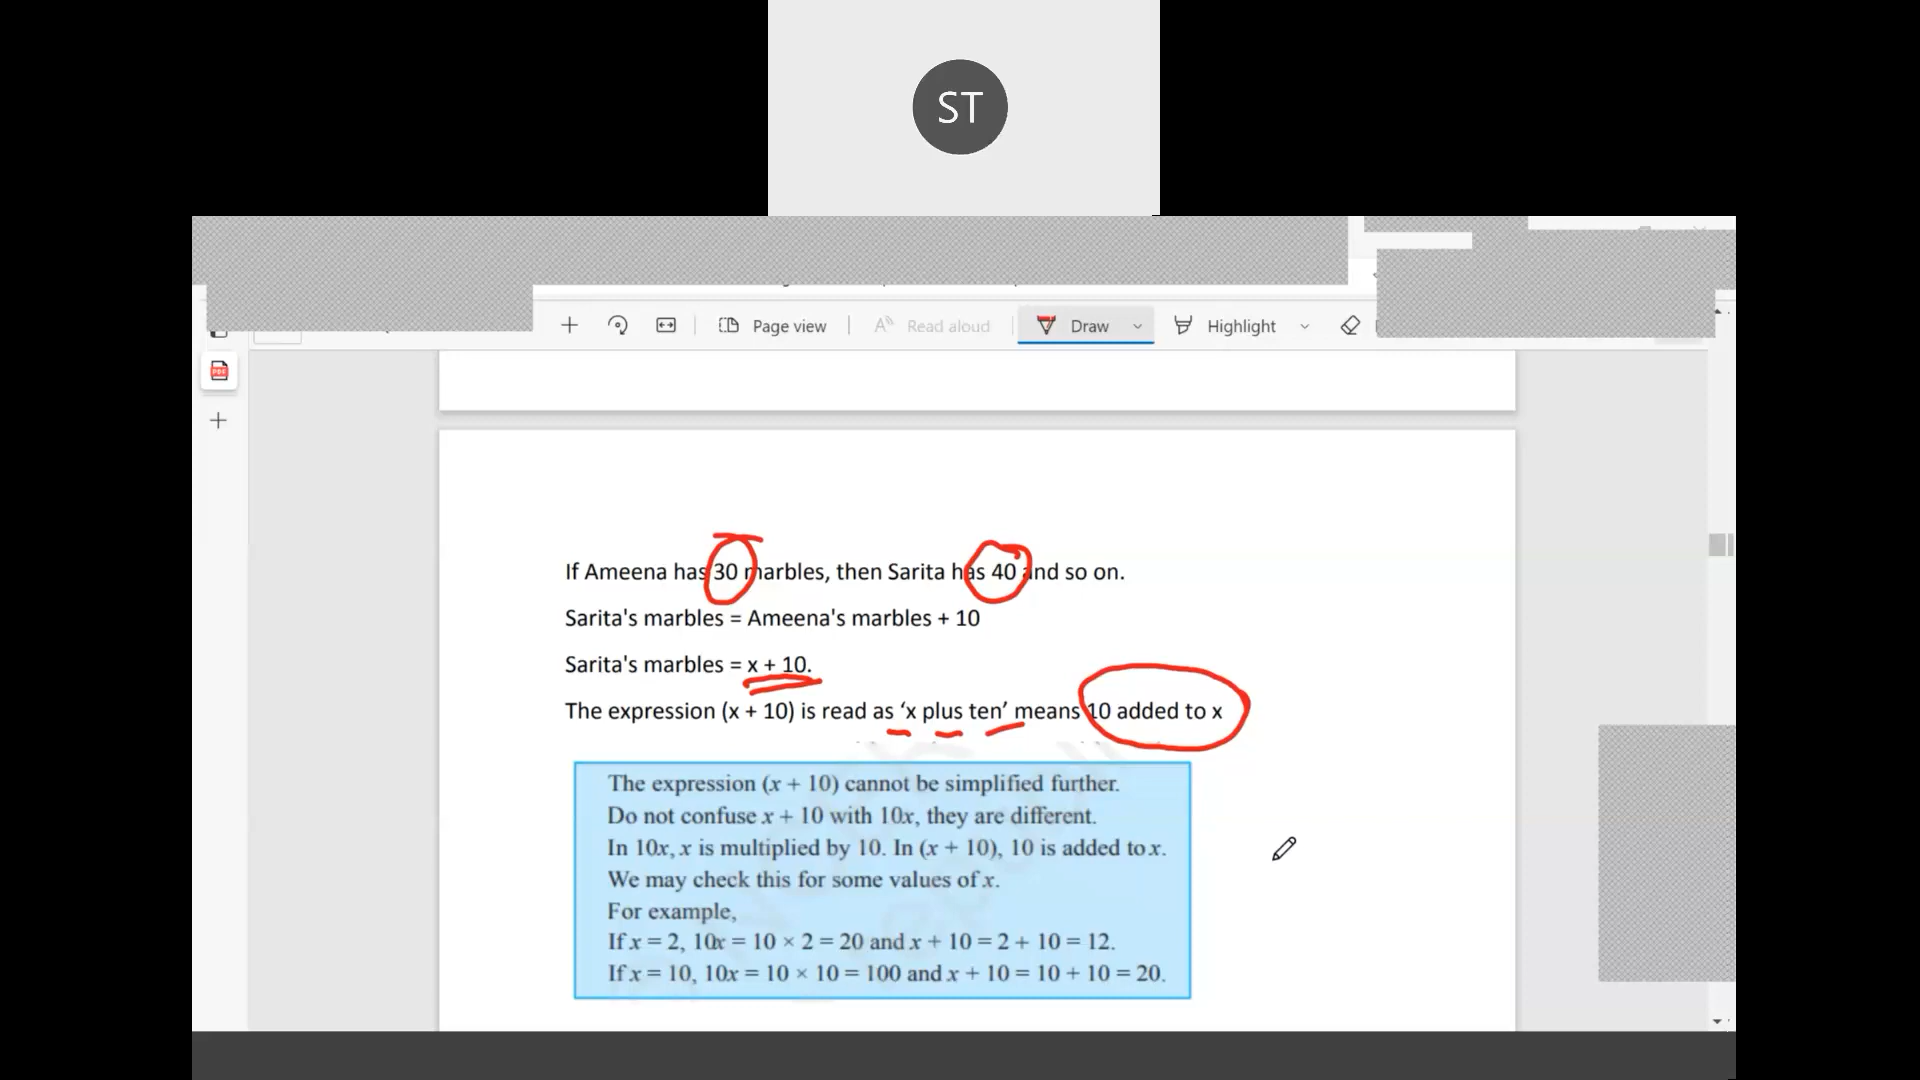 ST
Page view
Read aloud
Draw
Highlight
If Ameena has 30 marbles, then Sarita has 40 and so on.
Sarita's marbles = Ameena's marbles + 10
Sarita's marbles = x + 10.
The expression (x + 10) is read as ‘x plus ten’ means 10 added to x
The expression (x + 10) cannot be simplified further.
Do not confuse x + 10 with 10x, they are different.
In 10x, x is multiplied by 10. In (x + 10), 10 is added to x.
We may check this for some values of x.
For example,
If x = 2, 10x = 10 × 2 = 20 and x + 10 = 2 + 10 = 12.
If x = 10, 10x = 10 × 10 = 100 and x + 10 = 10 + 10 = 20.